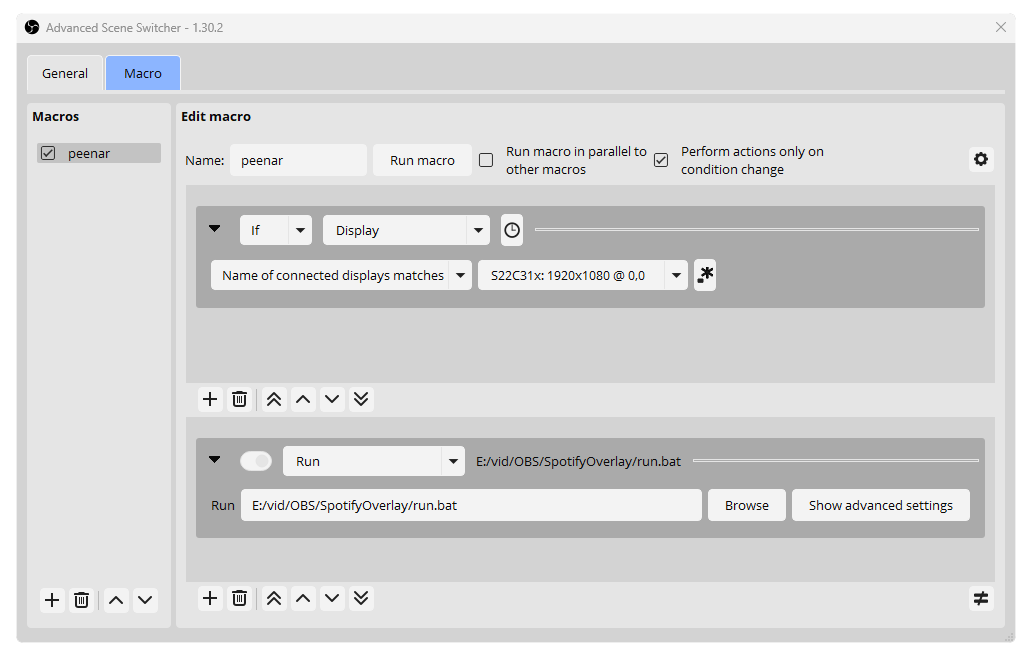 Advanced Scene Switcher - 1.30.2
General
Macro
Macros
peenar
Edit macro
Name:
peenar
Run macro
Run macro in parallel to
other macros
Perform actions only on
condition change
If
Display
Name of connected displays matches
S22C31x: 1920x1080 @ 0,0
.*
Run
E:/vid/OBS/SpotifyOverlay/run.bat
Run
E:/vid/OBS/SpotifyOverlay/run.bat
Browse
Show advanced settings